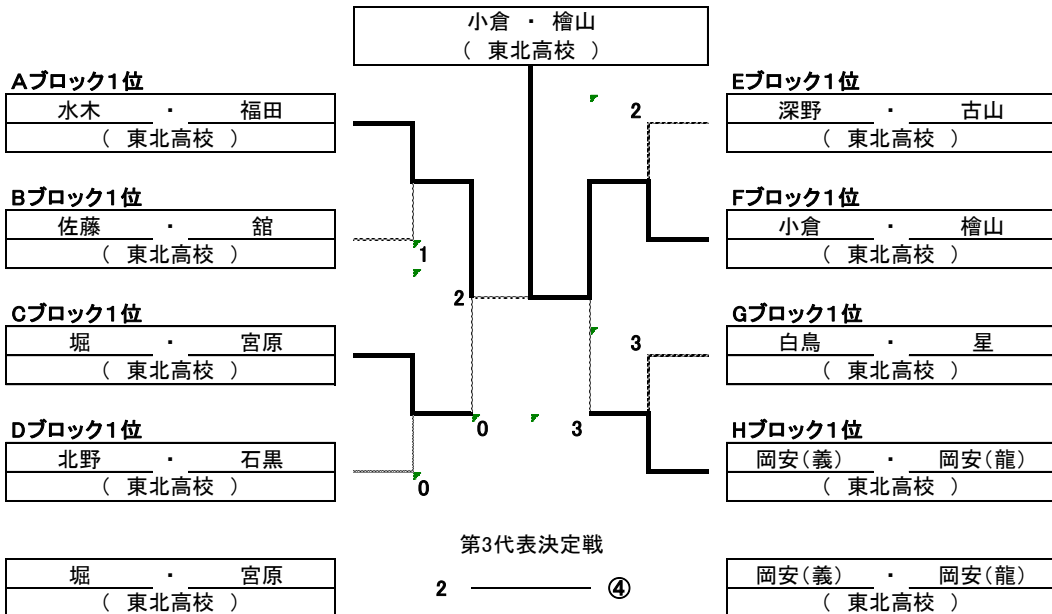 小倉 ・ 檜山
（ 東北高校 ）
Aブロック1位
水木 ・ 福田
（ 東北高校 ）
Bブロック1位
佐藤 ・ 舘
（ 東北高校 ）
1
Cブロック1位
堀 ・ 宮原
（ 東北高校 ）
Dブロック1位
北野 ・ 石黒
（ 東北高校 ）
0
2
0
Eブロック1位
深野 ・ 古山
（ 東北高校 ）
2
Fブロック1位
小倉 ・ 檜山
（ 東北高校 ）
Gブロック1位
白鳥 ・ 星
（ 東北高校 ）
3
Hブロック1位
岡安(義) ・ 岡安(龍)
（ 東北高校 ）
3
第3代表決定戦
堀 ・ 宮原
（ 東北高校 ）
2 ④
岡安(義) ・ 岡安(龍)
（ 東北高校 ）